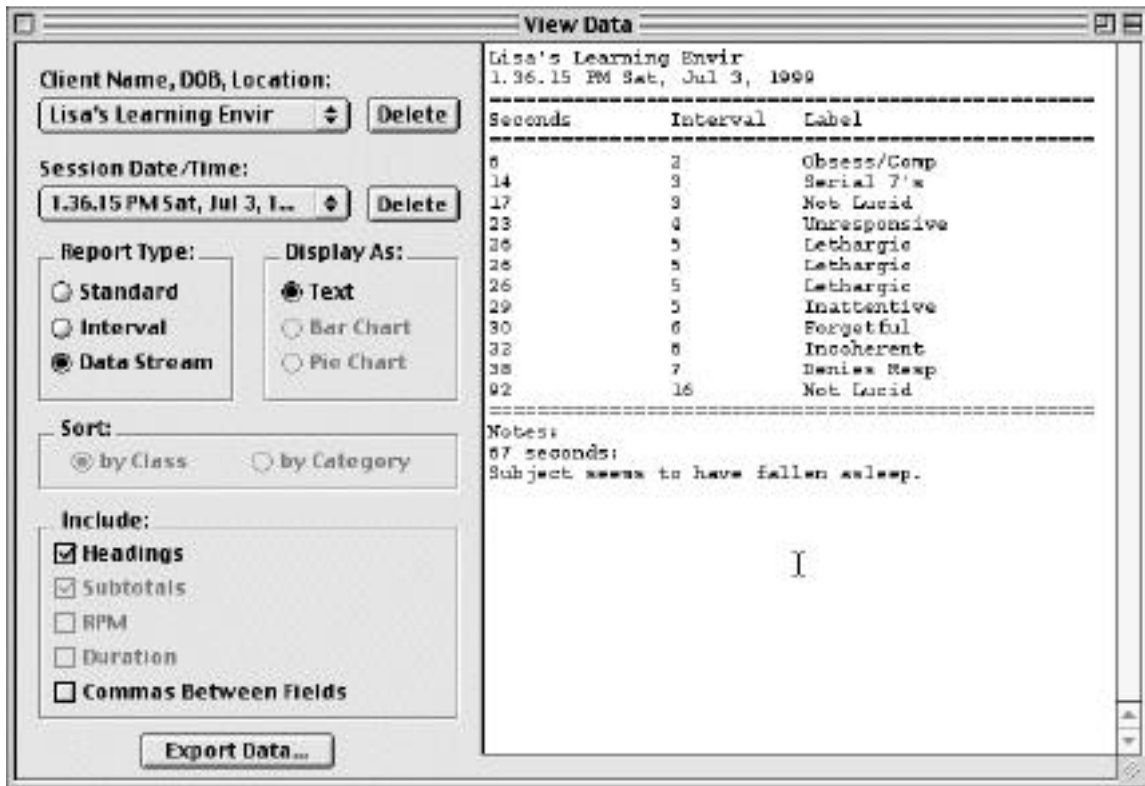 View Data
Client Name, DOB, Location:
Lisa's Learning Envir
Delete
Session Date/Time:
1.36.15 PM Sat, Jul 3, 1...
Delete
Report Type:
Standard
Interval
Data Stream
Display As:
Text
Bar Chart
Pie Chart
Sort:
by Class
by Category
Include:
Headings
Subtotals
RPM
Duration
Commas Between Fields
Export Data...
Lisa's Learning Envir
1.36.15 PM Sat, Jul 3, 1999
Seconds Interval Label
6 2 Obsess/Comp
14 3 Serial 7's
17 3 Not Lucid
23 4 Unresponsive
26 5 Lethargic
26 5 Lethargic
26 5 Lethargic
29 5 Inattentive
30 6 Forgetful
32 6 Incoherent
38 7 Denies Resp
92 16 Not Lucid
Notes:
67 seconds:
Subject seems to have fallen asleep.